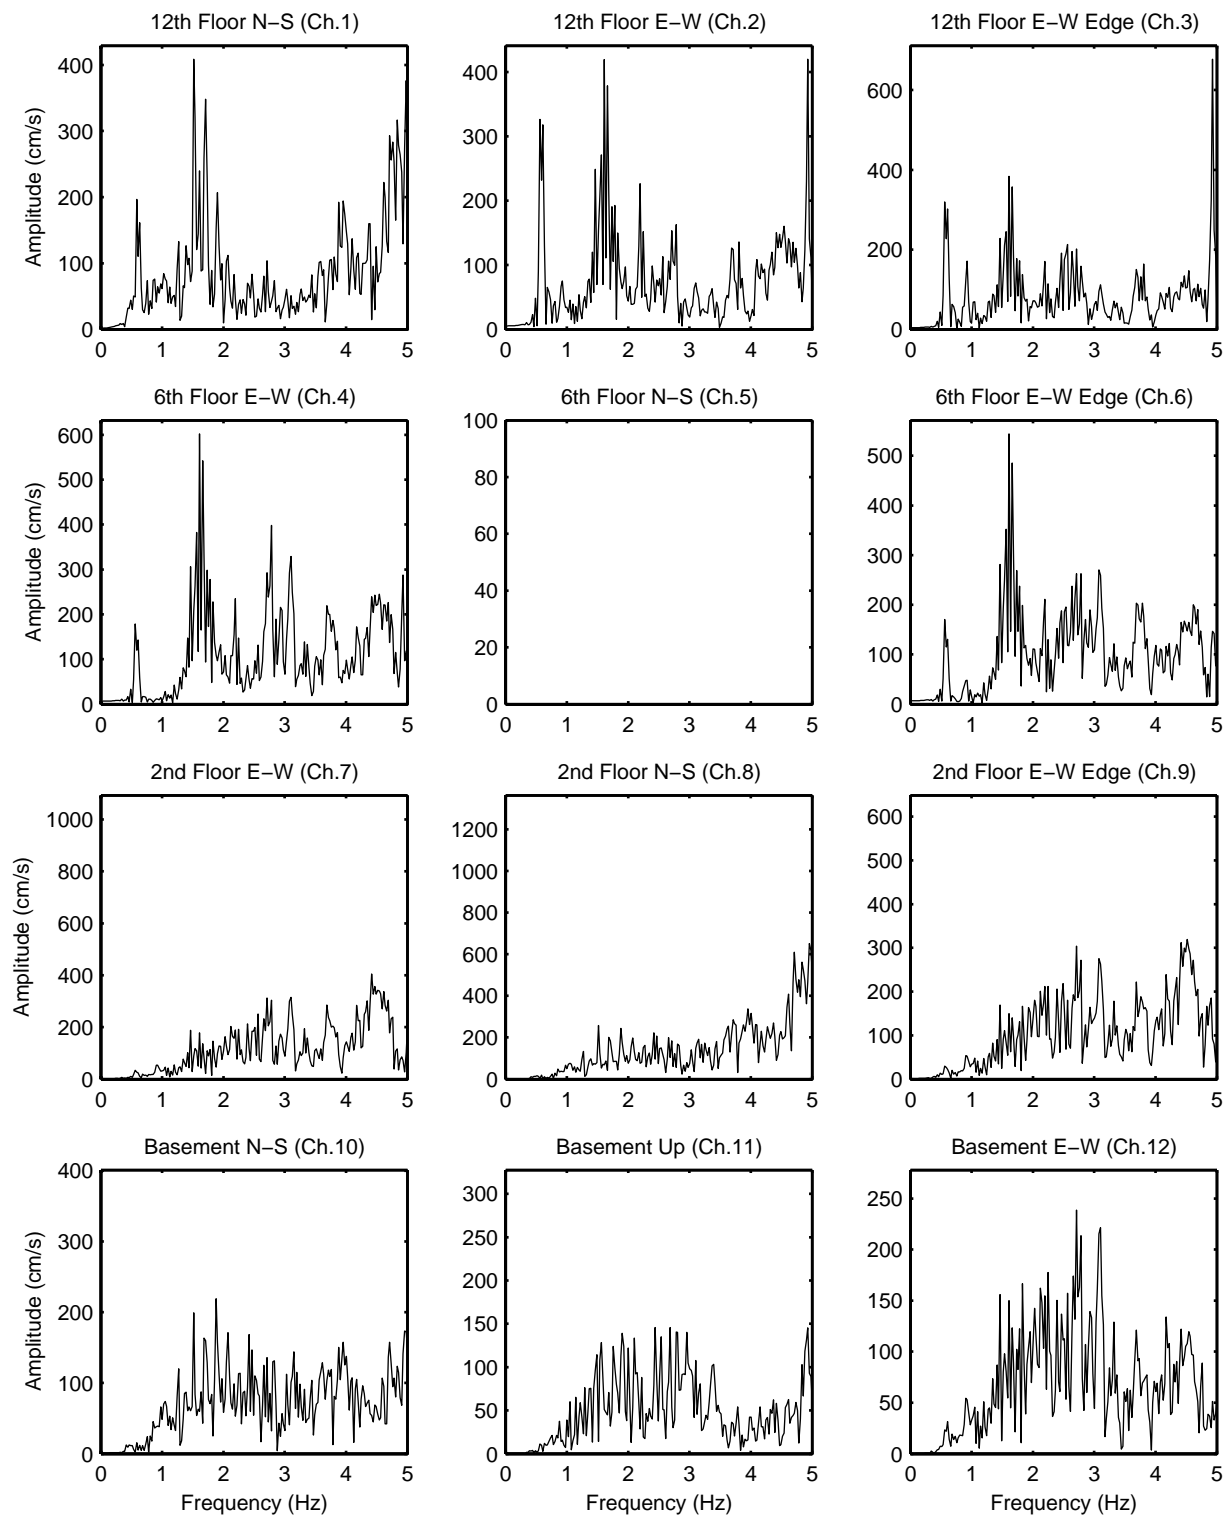 12th Floor N−S (Ch.1)
12th Floor E−W (Ch.2)
12th Floor E−W Edge (Ch.3)
Amplitude (cm/s)
400
300
200
100
0
0 1 2 3 4 5
400
300
200
100
0
0 1 2 3 4 5
600
400
200
0
0 1 2 3 4 5
6th Floor E−W (Ch.4)
6th Floor N−S (Ch.5)
6th Floor E−W Edge (Ch.6)
Amplitude (cm/s)
600
500
400
300
200
100
0
0 1 2 3 4 5
100
80
60
40
20
0
0 1 2 3 4 5
500
400
300
200
100
0
0 1 2 3 4 5
2nd Floor E−W (Ch.7)
2nd Floor N−S (Ch.8)
2nd Floor E−W Edge (Ch.9)
Amplitude (cm/s)
1000
800
600
400
200
0
0 1 2 3 4 5
1200
1000
800
600
400
200
0
0 1 2 3 4 5
600
500
400
300
200
100
0
0 1 2 3 4 5
Basement N−S (Ch.10)
Basement Up (Ch.11)
Basement E−W (Ch.12)
Amplitude (cm/s)
400
300
200
100
0
0 1 2 3 4 5
Frequency (Hz)
300
250
200
150
100
50
0
0 1 2 3 4 5
Frequency (Hz)
250
200
150
100
50
0
0 1 2 3 4 5
Frequency (Hz)